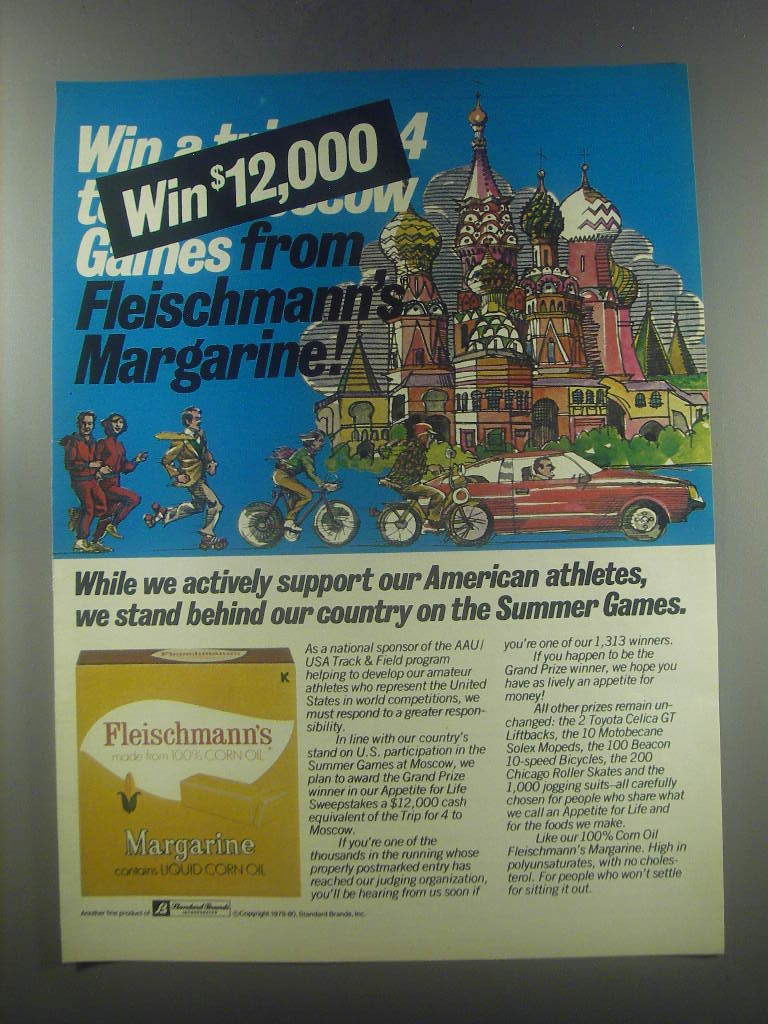 Win a 4
Win $12,000
Games from
Fleischmann's
Margarine!
While we actively support our American athletes,
we stand behind our country on the Summer Games.
Fleischmann's
K
Fleischmann's
made from 100% CORN OIL
Margarine
contains LIQUID CORN OIL
As a national sponsor of the AAU/
USA Track & Field program
helping to develop our amateur
athletes who represent the United
States in world competitions, we
must respond to a greater respon-
sibility.
In line with our country's
stand on U.S. participation in the
Summer Games at Moscow, we
plan to award the Grand Prize
winner in our Appetite for Life
Sweepstakes a $12,000 cash
equivalent of the Trip for 4 to
Moscow.
If you're one of the
thousands in the running whose
properly postmarked entry has
reached our judging organization,
you'll be hearing from us soon if
you're one of our 1,313 winners.
If you happen to be the
Grand Prize winner, we hope you
have as lively an appetite for
money!
All other prizes remain un-
changed: the 2 Toyota Celica GT
Liftbacks, the 10 Motobecane
Solex Mopeds, the 100 Beacon
10-speed Bicycles, the 200
Chicago Roller Skates and the
1,000 jogging suits—all carefully
chosen for people who share what
we call an Appetite for Life and
for the foods we make.
Like our 100% Corn Oil
Fleischmann's Margarine. High in
polyunsaturates, with no choles-
terol. For people who won't settle
for sitting it out.
Another fine product of Standard Brands INCORPORATED ©Copyright 1979-80, Standard Brands, Inc.